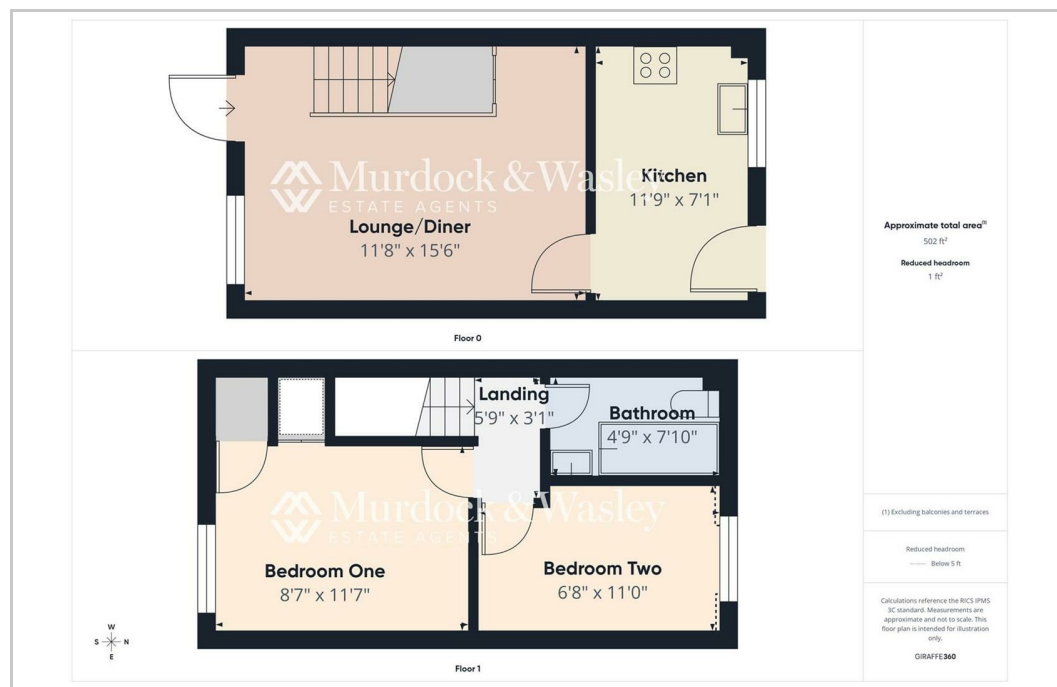 Murdock & Wasley
ESTATE AGENTS
Lounge/Diner
11'8" x 15'6"
Kitchen
11'9" x 7'1"
Floor 0
Landing
5'9" x 3'1"
Bathroom
4'9" x 7'10"
Murdock & Wasley
ESTATE AGENTS
Bedroom One
8'7" x 11'7"
Bedroom Two
6'8" x 11'0"
W
S N
E
Floor 1
Approximate total area(1)
502 ft²
Reduced headroom
1 ft²
(1) Excluding balconies and terraces
Reduced headroom
Below 5 ft
Calculations reference the RICS IPMS
3C standard. Measurements are
approximate and not to scale. This
floor plan is intended for illustration
only.
GIRAFFE360